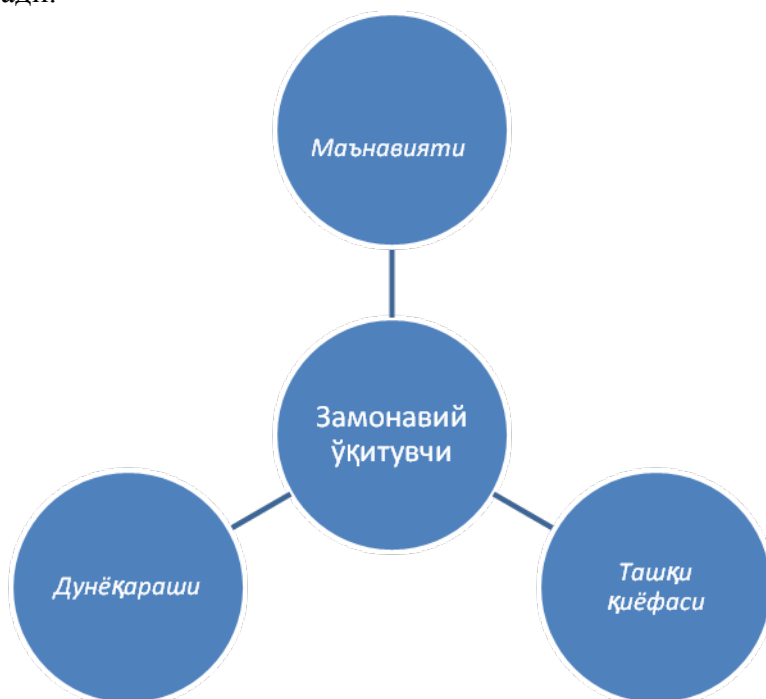 Маънавияти
Замонавий
ўқитувчи
Дунёқараши
Ташқи
қиёфаси